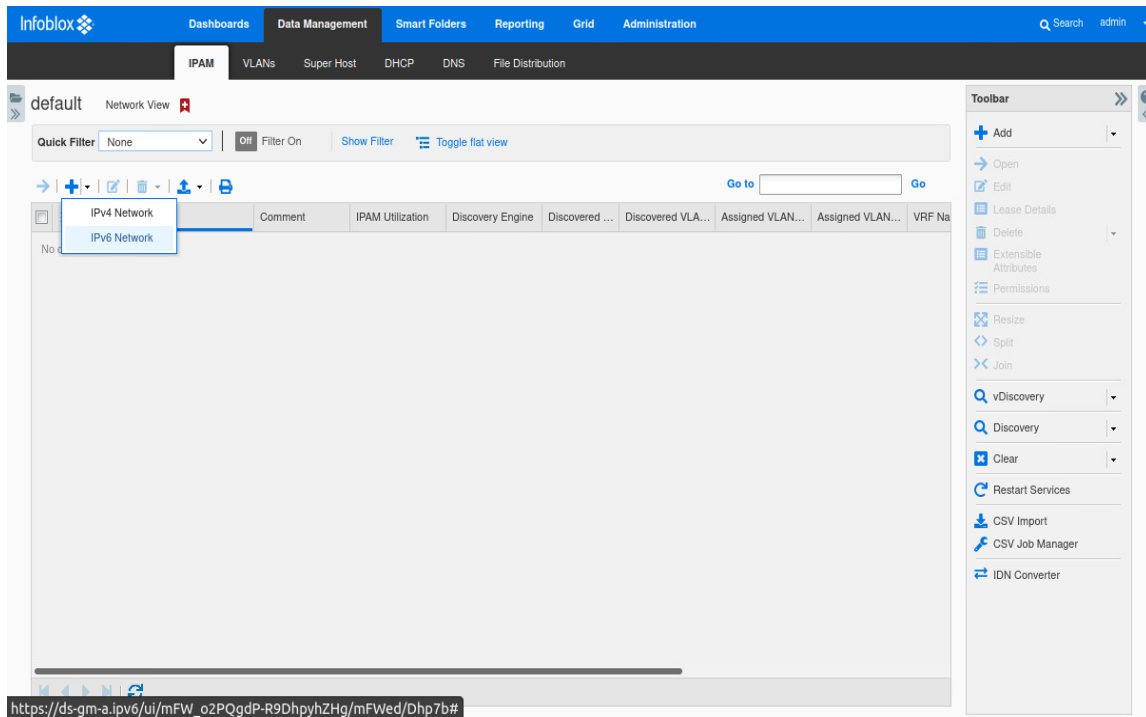 Infoblox Dashboards Data Management Smart Folders Reporting Grid Administration Search admin
IPAM VLANs Super Host DHCP DNS File Distribution
default Network View
Quick Filter None Off Filter On Show Filter Toggle flat view
Go to Go
Comment IPAM Utilization Discovery Engine Discovered ... Discovered VLA... Assigned VLAN... Assigned VLAN... VRF Na
IPv4 Network
IPv6 Network
No
Toolbar
Add
Open
Edit
Lease Details
Delete
Extensible
Attributes
Permissions
Resize
Split
Join
vDiscovery
Discovery
Clear
Restart Services
CSV Import
CSV Job Manager
IDN Converter
https://ds-gm-a.ipv6/ui/mFW_o2PQgdP-R9DhpyhZHg/mFWed/Dhp7b#